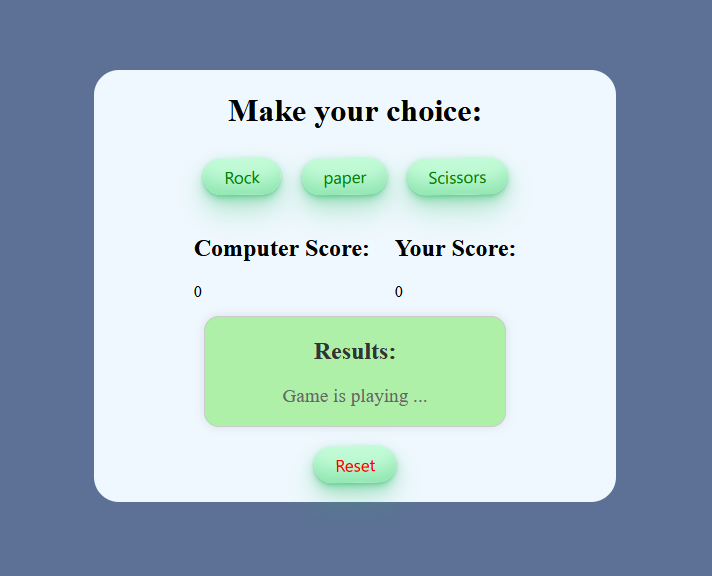 Make your choice:
Rock paper Scissors
Computer Score: Your Score:
0 0
Results:
Game is playing ...
Reset